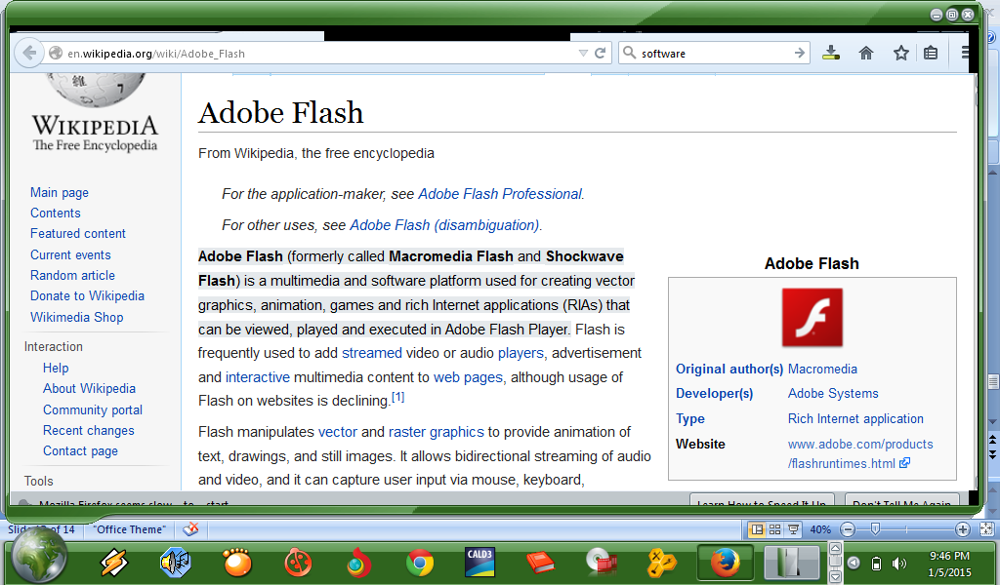 en.wikipedia.org/wiki/Adobe_Flash
software
WIKIPEDIA
The Free Encyclopedia
Main page
Contents
Featured content
Current events
Random article
Donate to Wikipedia
Wikimedia Shop
Interaction
Help
About Wikipedia
Community portal
Recent changes
Contact page
Tools
Adobe Flash
From Wikipedia, the free encyclopedia
For the application-maker, see Adobe Flash Professional.
For other uses, see Adobe Flash (disambiguation).
Adobe Flash (formerly called Macromedia Flash and Shockwave
Flash) is a multimedia and software platform used for creating vector
graphics, animation, games and rich Internet applications (RIAs) that
can be viewed, played and executed in Adobe Flash Player. Flash is
frequently used to add streamed video or audio players, advertisement
and interactive multimedia content to web pages, although usage of
Flash on websites is declining.[1]
Flash manipulates vector and raster graphics to provide animation of
text, drawings, and still images. It allows bidirectional streaming of audio
and video, and it can capture user input via mouse, keyboard,
Adobe Flash
Original author(s) Macromedia
Developer(s) Adobe Systems
Type Rich Internet application
Website www.adobe.com/products
/flashruntimes.html
Mozilla Firefox seems slow... to... start.
Learn How to Speed It Up
Don't Tell Me Again
of 14
"Office Theme"
40%
CALD3
9:46 PM
1/5/2015